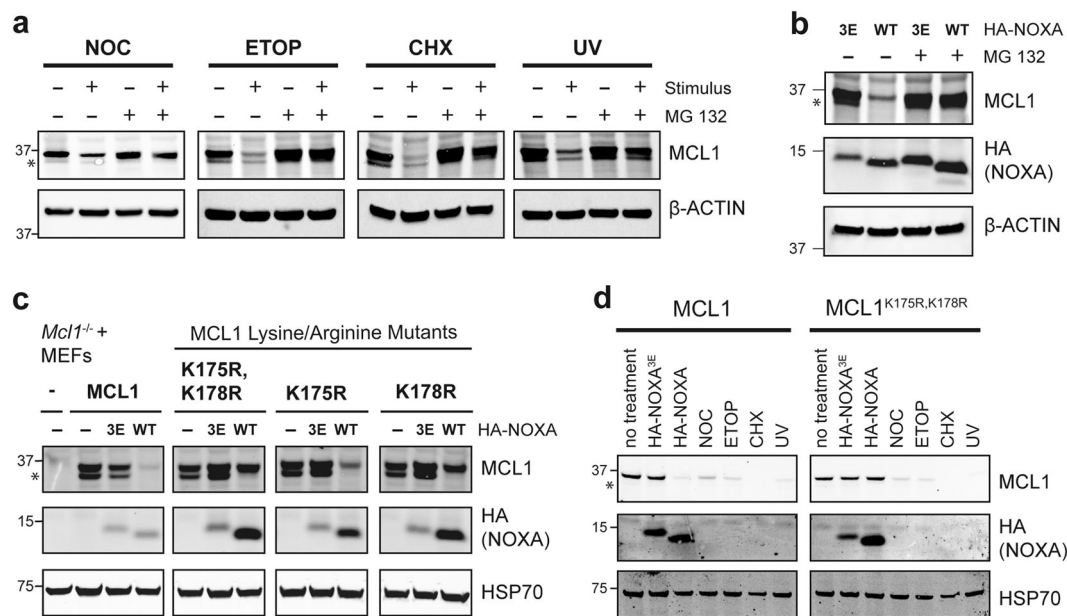 a
NOC ETOP CHX UV
– + – + – + – + – + – + – + – + Stimulus
– – + + – – + + – – + + – – + + MG 132
37
*
MCL1
β-ACTIN
37
b
3E WT 3E WT HA-NOXA
– – + + MG 132
37
*
MCL1
15
HA
(NOXA)
β-ACTIN
37
c
Mcl1-/- +
MEFs
MCL1 Lysine/Arginine Mutants
- MCL1 K175R,
K178R K175R K178R
– – 3E WT – 3E WT – 3E WT – 3E WT HA-NOXA
37
*
MCL1
15
HA
(NOXA)
75
HSP70
d
MCL1 MCL1K175R,K178R
no treatment HA-NOXA3E HA-NOXA NOC ETOP CHX UV no treatment HA-NOXA3E HA-NOXA NOC ETOP CHX UV
37
*
MCL1
15
HA
(NOXA)
75
HSP70